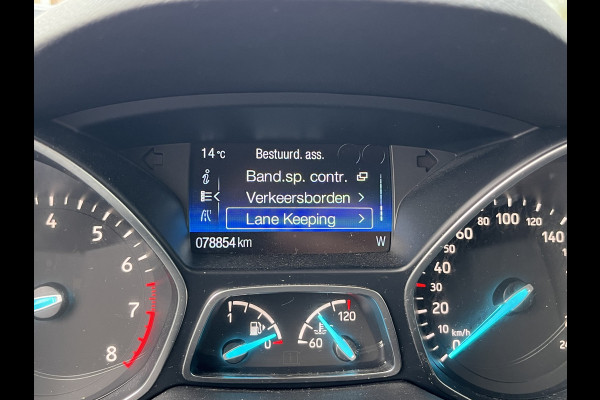 14°C Bestuurd. ass.
Band.sp. contr.
Verkeersborden >
Lane Keeping >
078854 km W
4 5 6 7 8
1 0
60 120
0 10 20 30 40 60 80 100 120 140
km/h